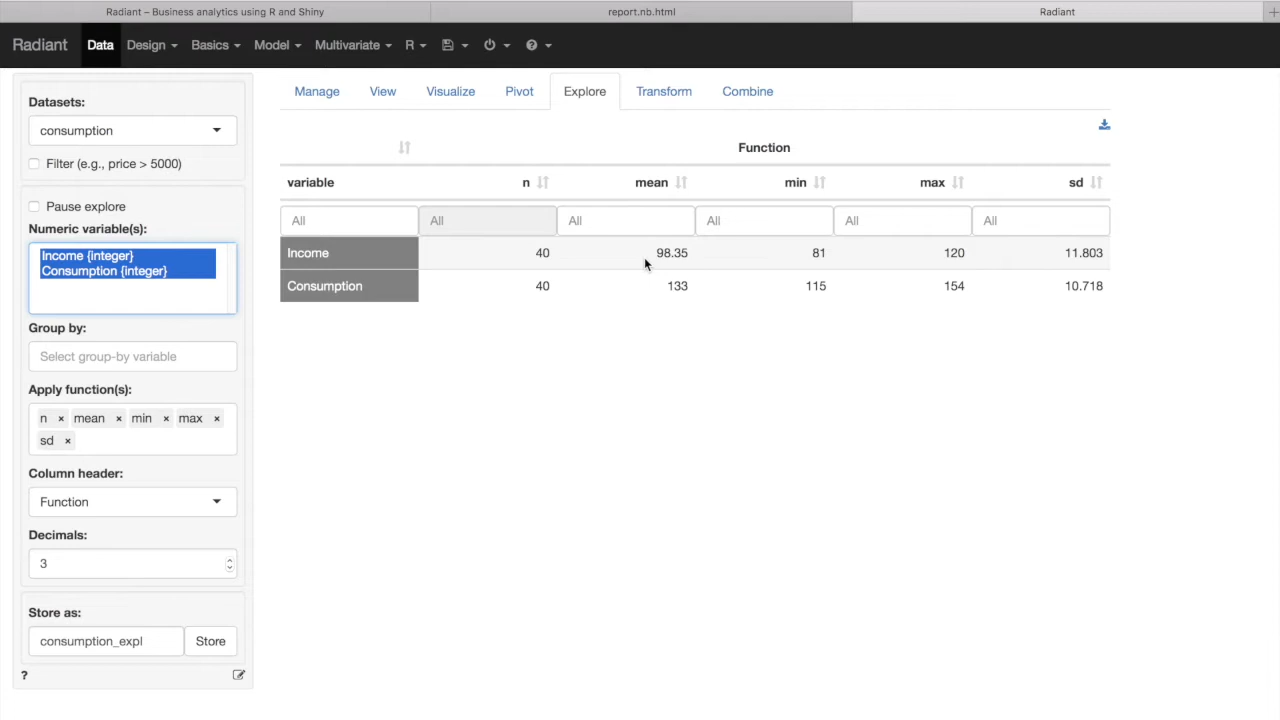 Radiant – Business analytics using R and Shiny
report.nb.html
Radiant
Radiant Data Design Basics Model Multivariate R
Datasets:
consumption
Filter (e.g., price > 5000)
Pause explore
Numeric variable(s):
Income {integer}
Consumption {integer}
Group by:
Select group-by variable
Apply function(s):
n × mean × min × max ×
sd ×
Column header:
Function
Decimals:
3
Store as:
consumption_expl Store
?
Manage View Visualize Pivot Explore Transform Combine
Function
variable n mean min max sd
All All All All All All
Income 40 98.35 81 120 11.803
Consumption 40 133 115 154 10.718